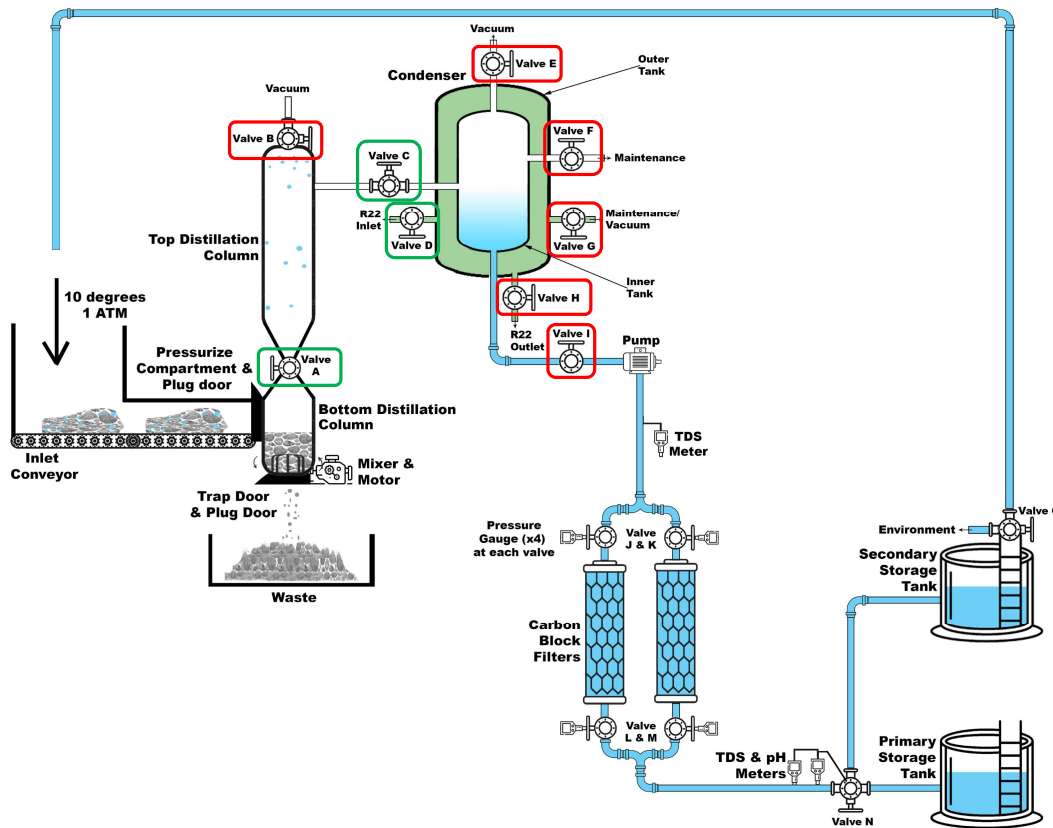 Vacuum
Valve E
Condenser
Outer
Tank
Vacuum
Valve B
Valve F
Maintenance
Valve C
R22
Inlet
Valve D
Maintenance/
Vacuum
Valve G
Top Distillation
Column
Inner
Tank
Valve H
R22
Outlet
Valve I
Pump
10 degrees
1 ATM
Pressurize
Compartment &
Plug door
Valve
A
Bottom Distillation
Column
Inlet
Conveyor
Mixer &
Motor
TDS
Meter
Trap Door
& Plug Door
Waste
Pressure
Gauge (x4)
at each valve
Valve
J & K
Environment
Valve
Secondary
Storage
Tank
Carbon
Block
Filters
Valve
L & M
TDS & pH
Meters
Valve N
Primary
Storage
Tank